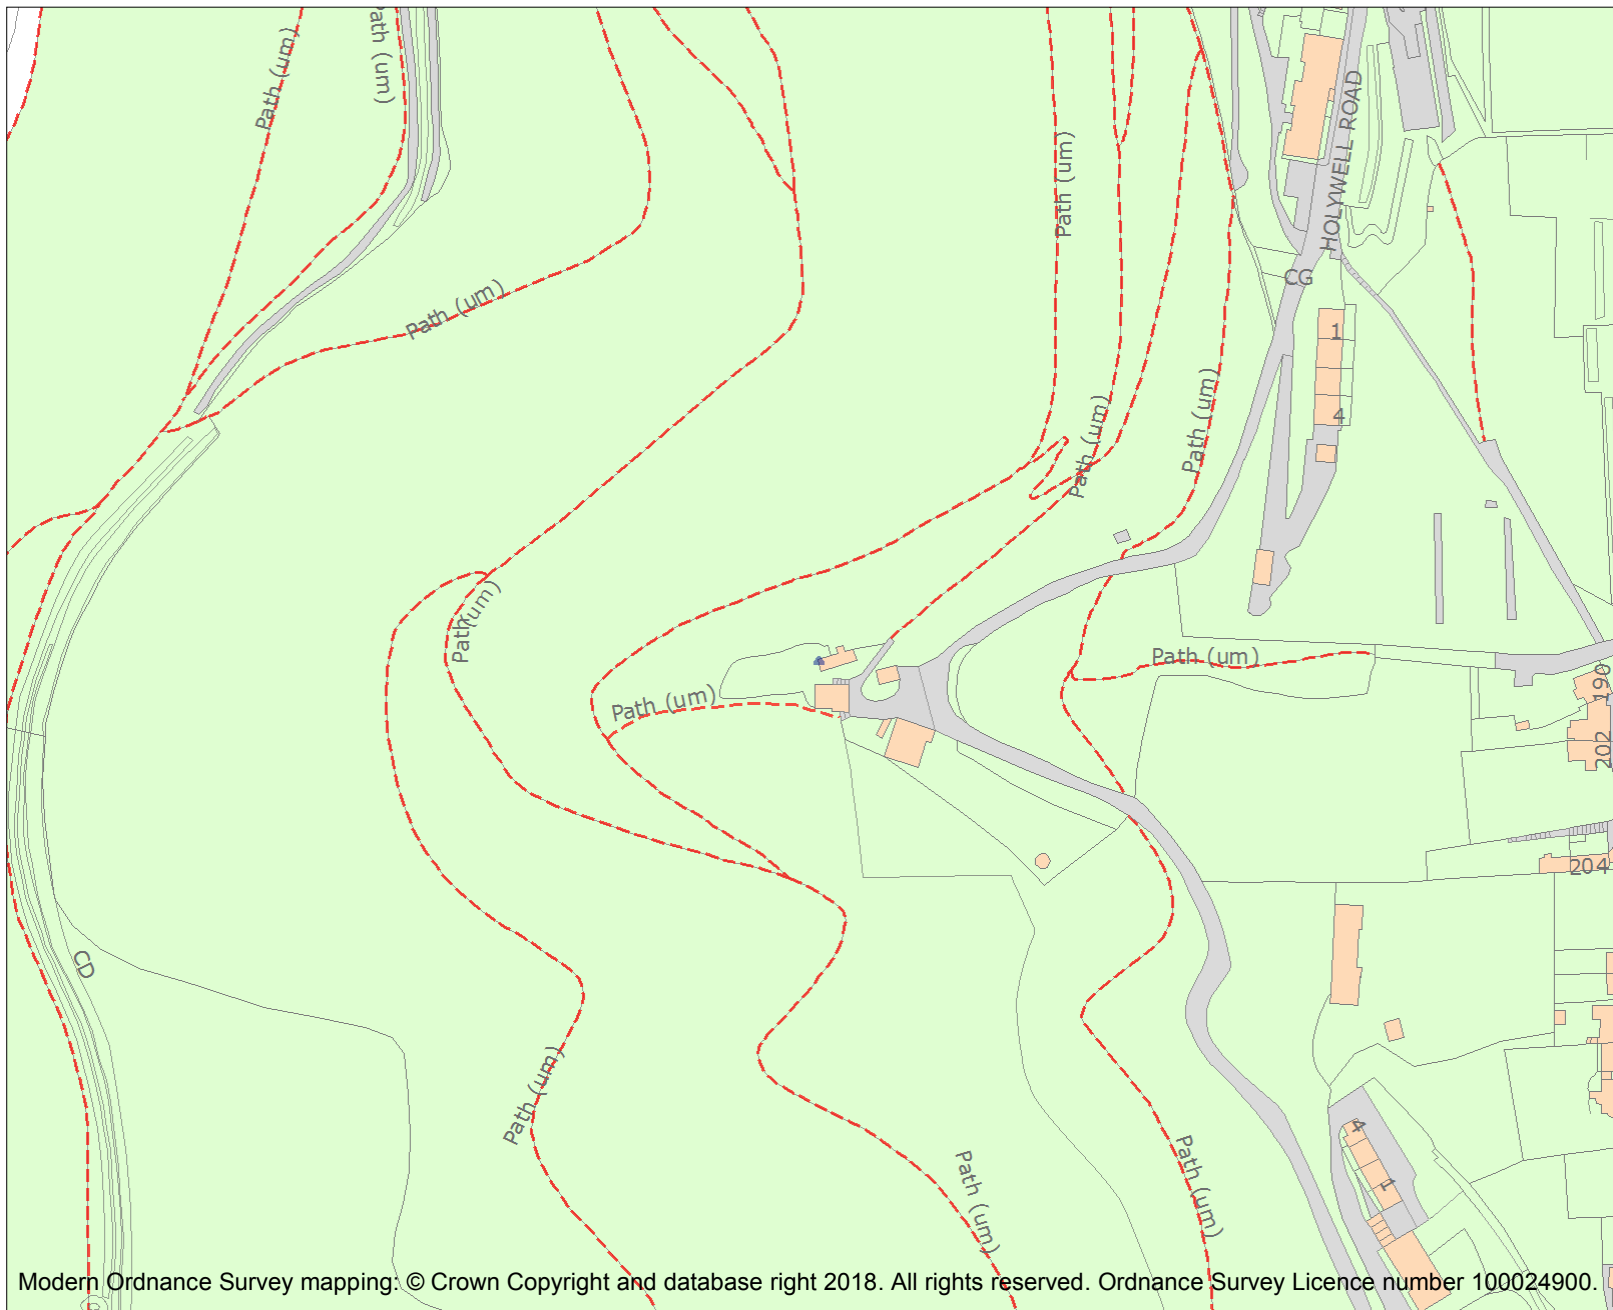 Path (um)
Path (um)
HOLYWELL ROAD
Path (um)
CG
Path (um)
1
Path (um)
Path (um)
4
Path (um)
Path (um)
Path (um)
190
202
204
CD
Path (um)
4
Path (um)
Path (um)
1
Modern Ordnance Survey mapping: © Crown Copyright and database right 2018. All rights reserved. Ordnance Survey Licence number 100024900.